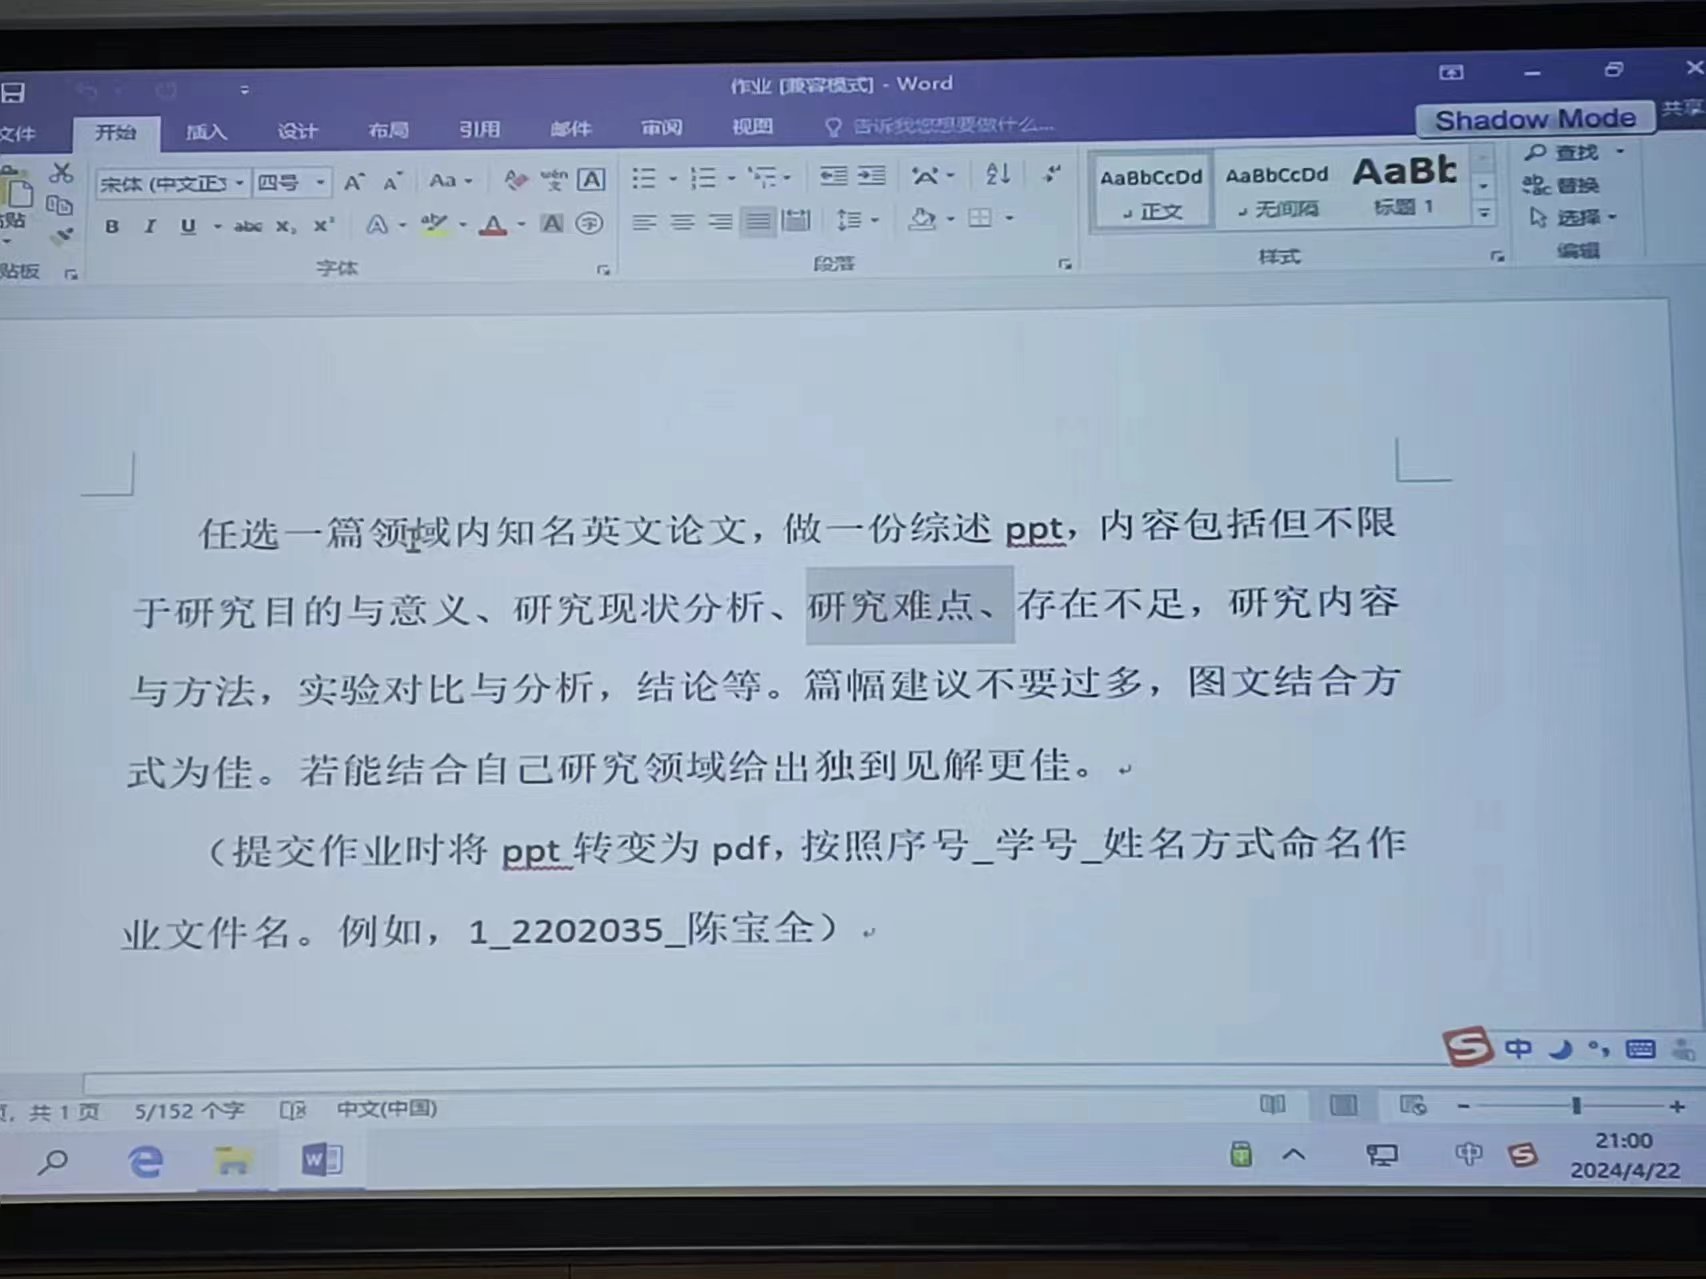 作业 [兼容模式] - Word
文件 开始 插入 设计 布局 引用 邮件 审阅 视图 告诉我您想要做什么... 共享
Shadow Mode
宋体 (中文正 四号 Aa wén 文 A
B I U abc x₂ x² A aby A A 字
AaBbCcDd AaBbCcDd AaBb
正文 无间隔 标题 1
查找
替换
选择
贴板 字体 段落 样式 编辑
任选一篇领域内知名英文论文，做一份综述 ppt，内容包括但不限
于研究目的与意义、研究现状分析、研究难点、存在不足，研究内容
与方法，实验对比与分析，结论等。篇幅建议不要过多，图文结合方
式为佳。若能结合自己研究领域给出独到见解更佳。
（提交作业时将 ppt 转变为 pdf，按照序号_学号_姓名方式命名作
业文件名。例如，1_2202035_陈宝全）
S 中
页，共 1 页 5/152 个字 中文(中国)
W 中 S
21:00
2024/4/22